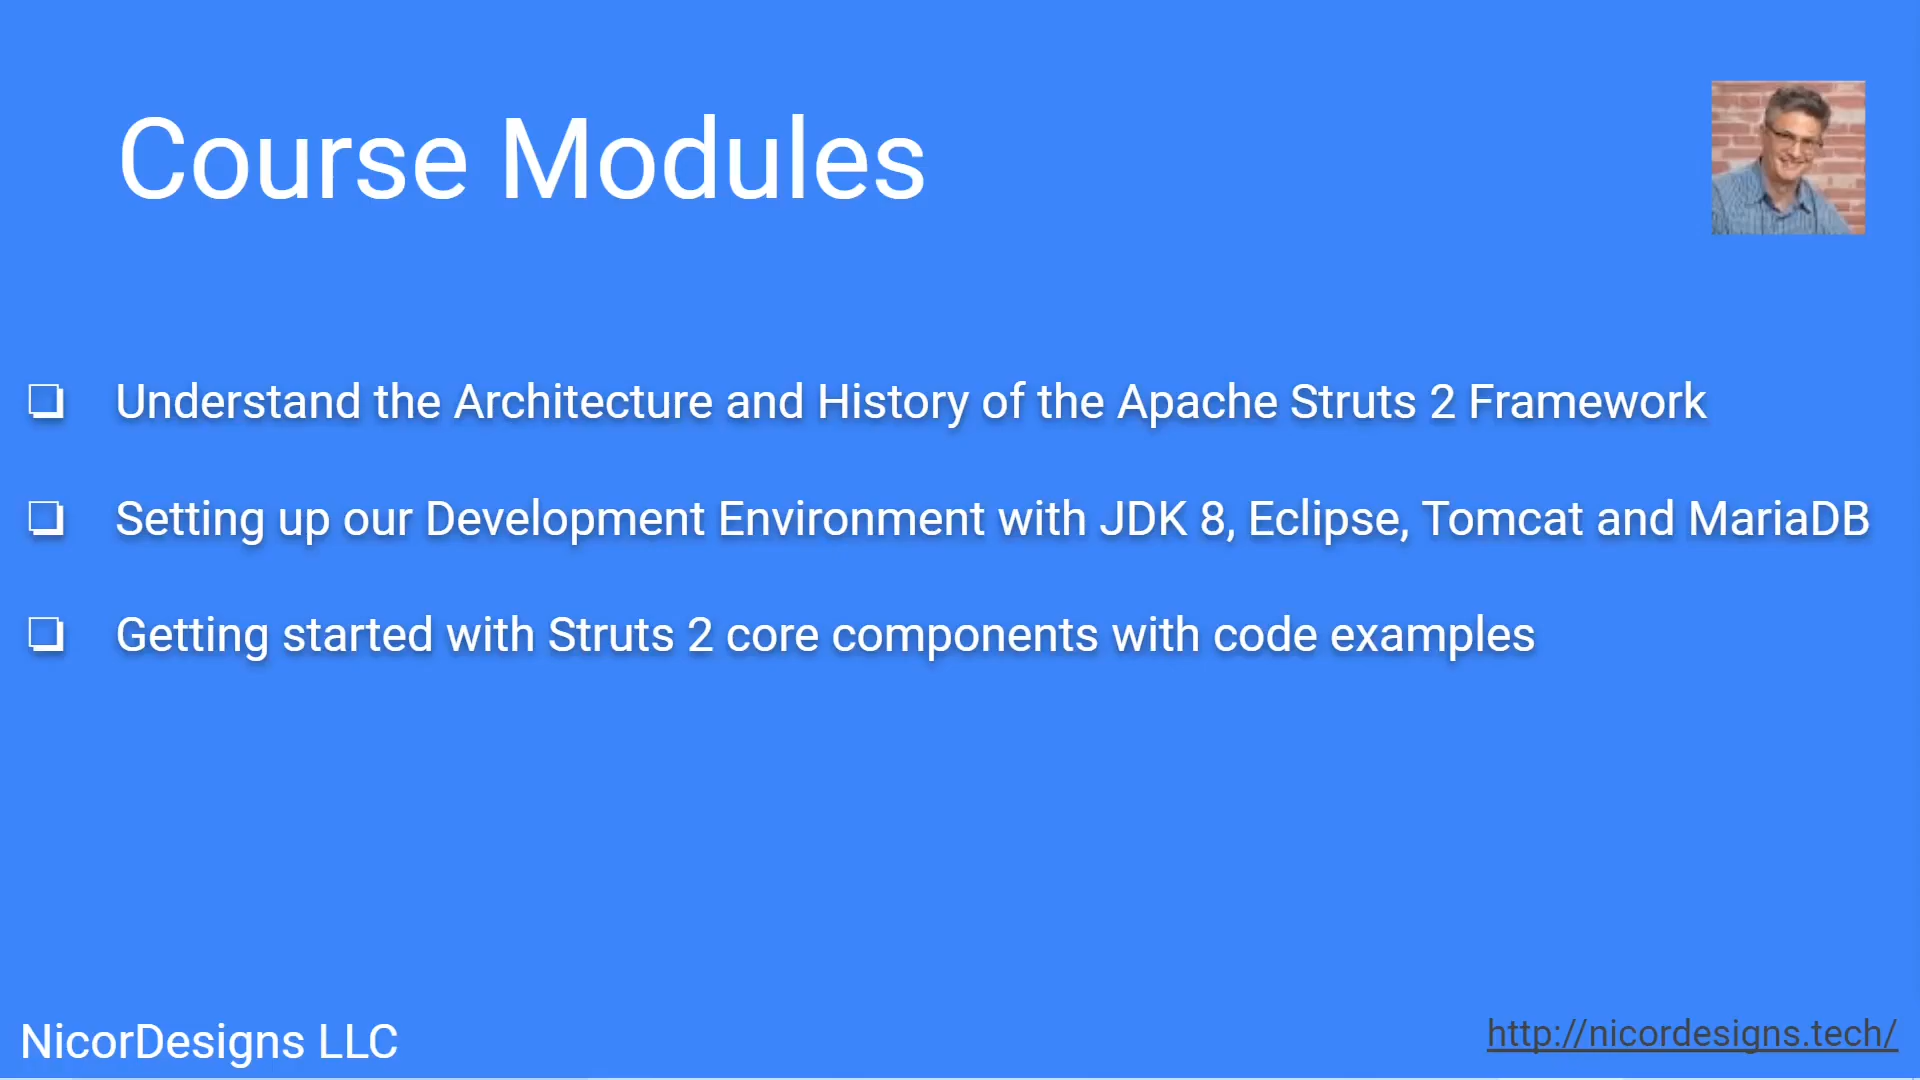 Course Modules
Understand the Architecture and History of the Apache Struts 2 Framework
Setting up our Development Environment with JDK 8, Eclipse, Tomcat and MariaDB
Getting started with Struts 2 core components with code examples
NicorDesigns LLC
http://nicordesigns.tech/